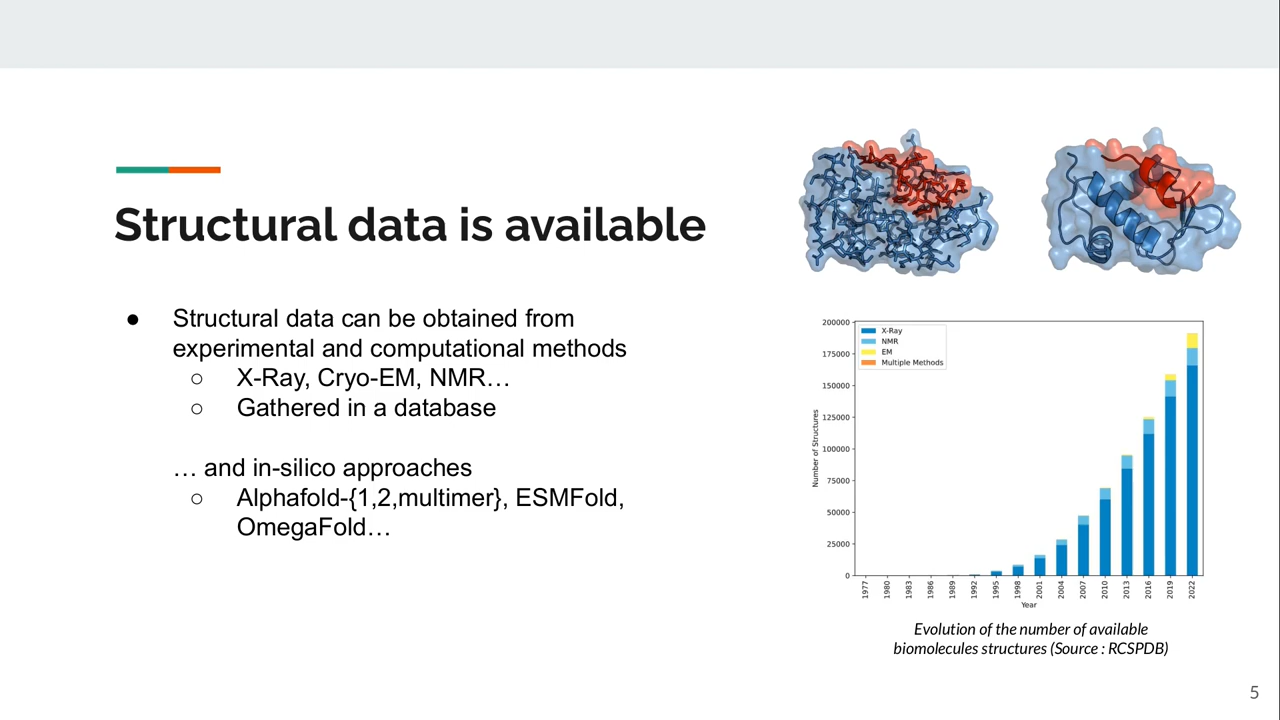 Structural data is available
● Structural data can be obtained from
experimental and computational methods
○ X-Ray, Cryo-EM, NMR…
○ Gathered in a database
… and in-silico approaches
○ Alphafold-{1,2,multimer}, ESMFold,
OmegaFold…
X-Ray
NMR
EM
Multiple Methods
Number of Structures
200000
175000
150000
125000
100000
75000
50000
25000
0
1977 1980 1983 1986 1989 1992 1995 1998 2001 2004 2007 2010 2013 2016 2019 2022
Year
Evolution of the number of available
biomolecules structures (Source : RCSPDB)
5